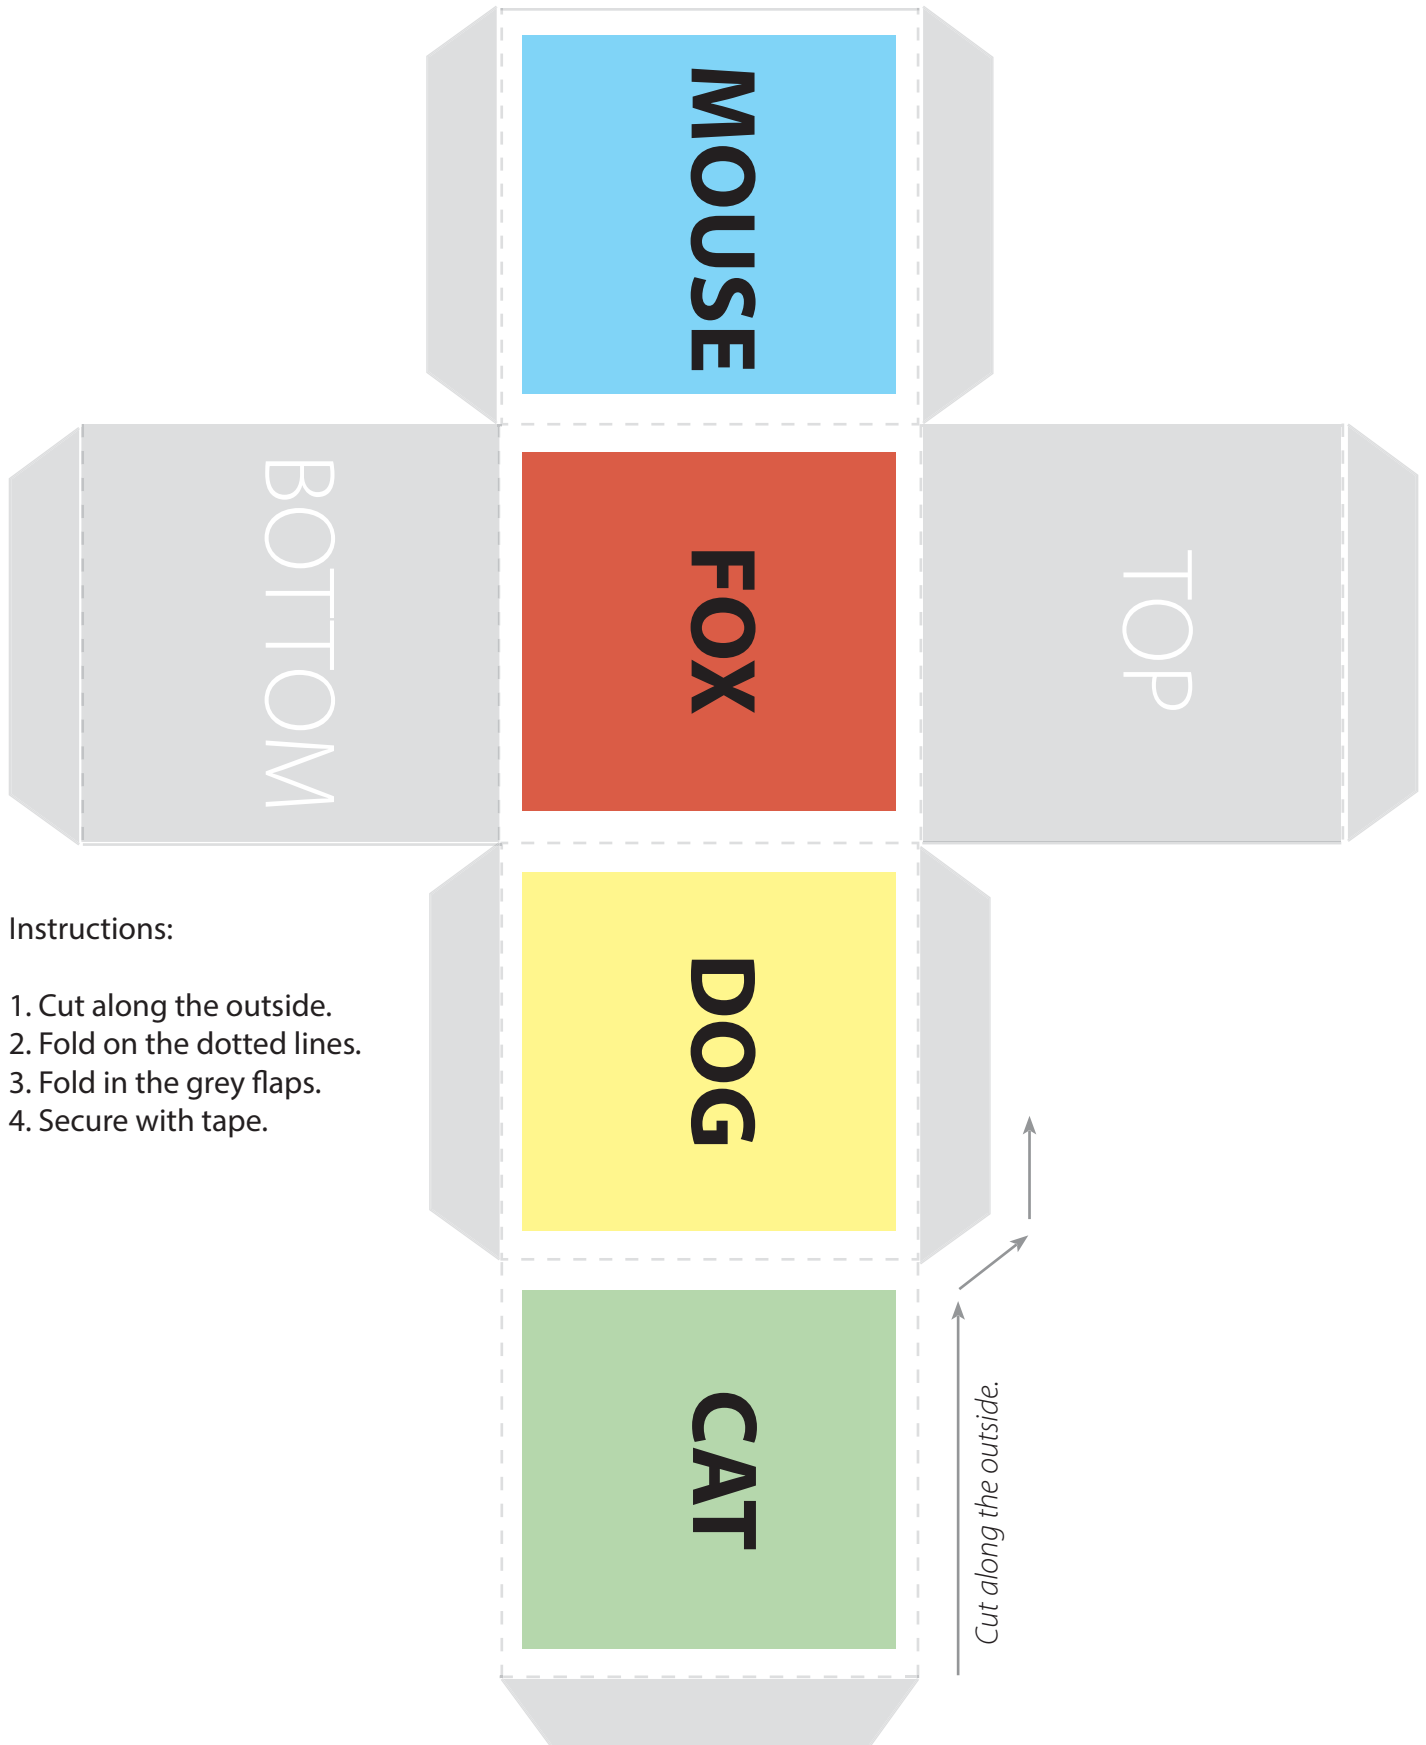 MOUSE
BOTTOM
FOX
TOP
Instructions:
1. Cut along the outside.
2. Fold on the dotted lines.
3. Fold in the grey flaps.
4. Secure with tape.
DOG
CAT
Cut along the outside.